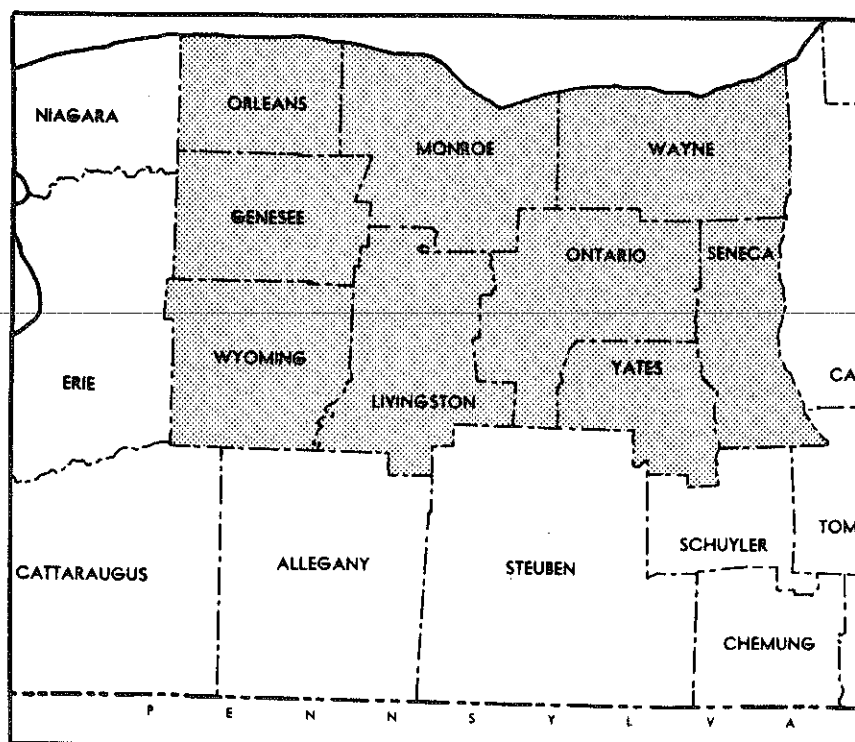 NIAGARA
ORLEANS
MONROE
WAYNE
GENESEE
ONTARIO
SENECA
WYOMING
YATES
ERIE
LIVINGSTON
CA
CATTARAUGUS
ALLEGANY
STEUBEN
SCHUYLER
TOM
CHEMUNG
P E N N S Y L V A